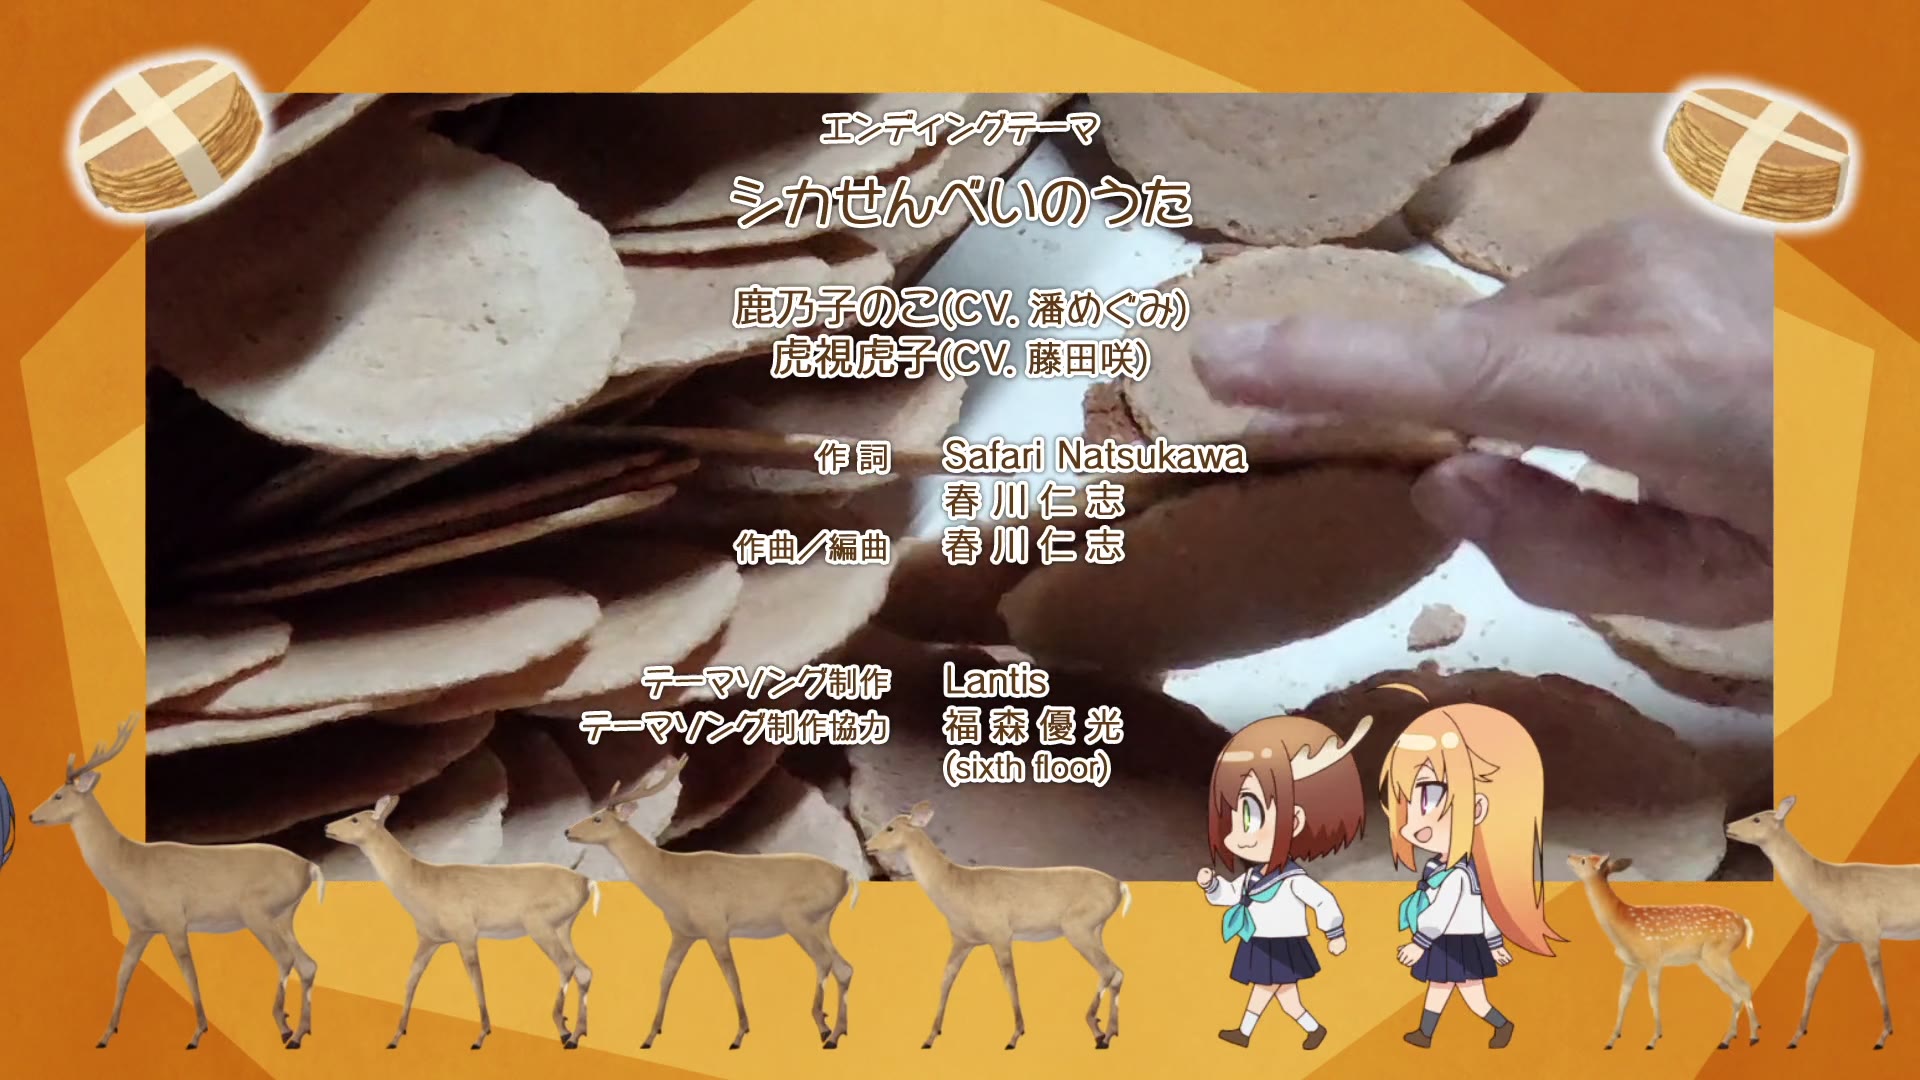 エンディングテーマ
シカせんべいのうた
鹿乃子のこ(CV. 潘めぐみ)
虎視虎子(CV. 藤田咲)
作 詞 Safari Natsukawa
春 川 仁 志
作曲／編曲 春 川 仁 志
テーマソング制作 Lantis
テーマソング制作協力 福 森 優 光
(sixth floor)